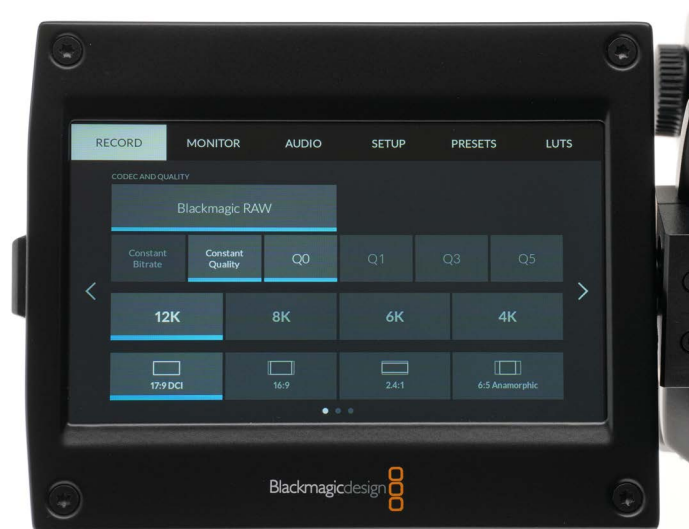 RECORD MONITOR AUDIO SETUP PRESETS LUTS
CODEC AND QUALITY
Blackmagic RAW
Constant Bitrate Constant Quality Q0 Q1 Q3 Q5
12K 8K 6K 4K
17:9 DCI 16:9 2.4:1 6:5 Anamorphic
Blackmagicdesign